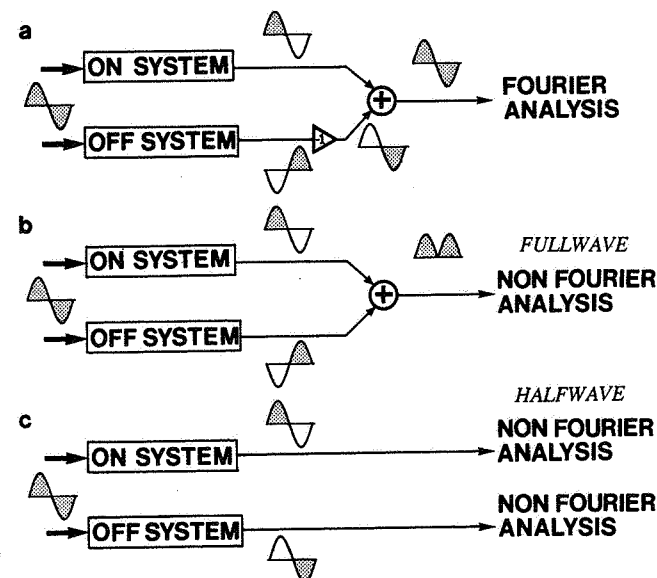 a
ON SYSTEM
OFF SYSTEM
-1
+
FOURIER
ANALYSIS
b
ON SYSTEM
OFF SYSTEM
+
FULLWAVE
NON FOURIER
ANALYSIS
c
ON SYSTEM
OFF SYSTEM
HALFWAVE
NON FOURIER
ANALYSIS
NON FOURIER
ANALYSIS